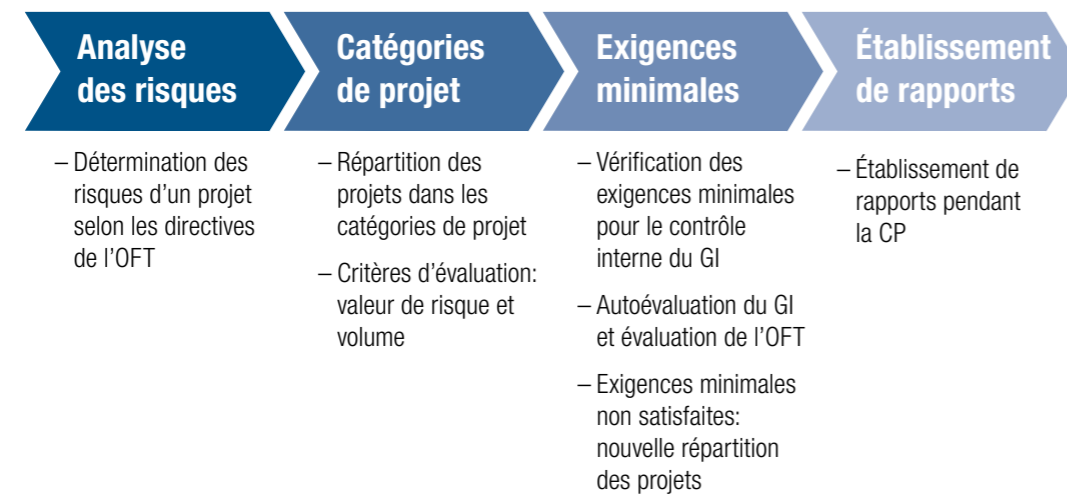 Analyse
des risques
Catégories
de projet
Exigences
minimales
Établissement
de rapports
– Détermination des
risques d’un projet
selon les directives
de l’OFT
– Répartition des
projets dans les
catégories de projet
– Critères d’évaluation:
valeur de risque et
volume
– Vérification des
exigences minimales
pour le contrôle
interne du GI
– Autoévaluation du GI
et évaluation de l’OFT
– Exigences minimales
non satisfaites:
nouvelle répartition
des projets
– Établissement de
rapports pendant
la CP